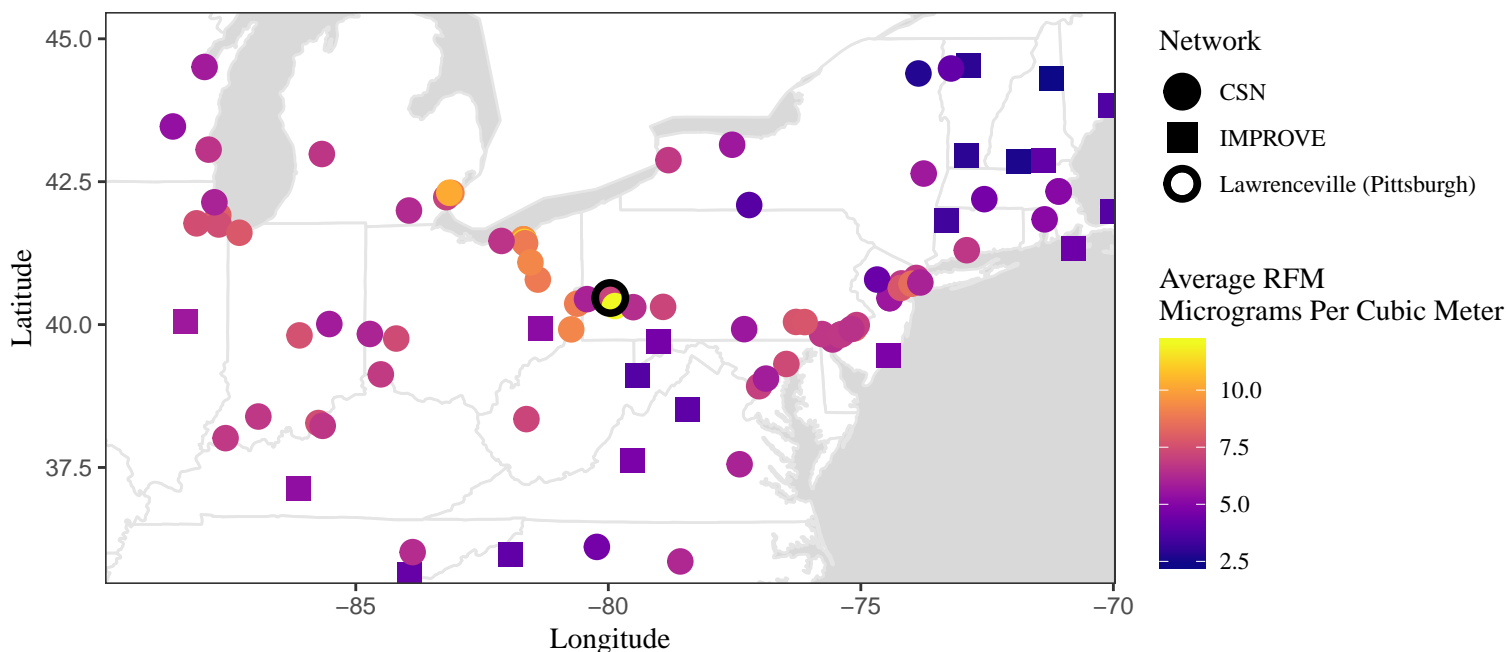 45.0
42.5
40.0
37.5
Latitude
−85
−80
−75
−70
Longitude
Network
CSN
IMPROVE
Lawrenceville (Pittsburgh)
Average RFM
Micrograms Per Cubic Meter
10.0
7.5
5.0
2.5